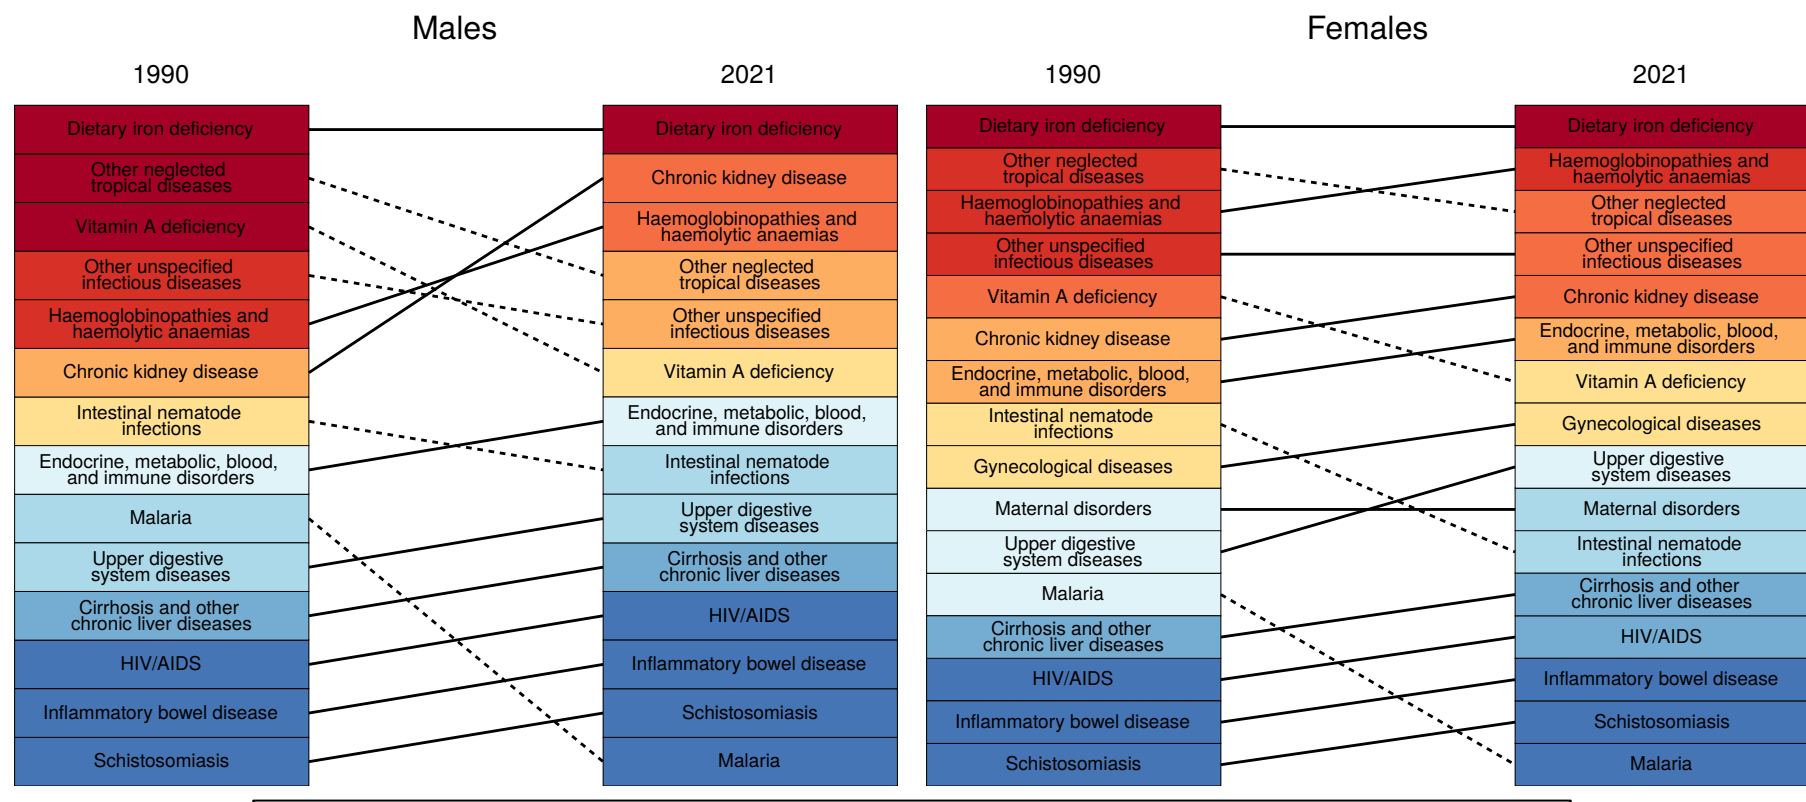 Males
1990
2021
Dietary iron deficiency
Other neglected
tropical diseases
Vitamin A deficiency
Other unspecified
infectious diseases
Haemoglobinopathies and
haemolytic anaemias
Chronic kidney disease
Intestinal nematode
infections
Endocrine, metabolic, blood,
and immune disorders
Malaria
Upper digestive
system diseases
Cirrhosis and other
chronic liver diseases
HIV/AIDS
Inflammatory bowel disease
Schistosomiasis
Dietary iron deficiency
Chronic kidney disease
Haemoglobinopathies and
haemolytic anaemias
Other neglected
tropical diseases
Other unspecified
infectious diseases
Vitamin A deficiency
Endocrine, metabolic, blood,
and immune disorders
Intestinal nematode
infections
Upper digestive
system diseases
Cirrhosis and other
chronic liver diseases
HIV/AIDS
Inflammatory bowel disease
Schistosomiasis
Malaria
Females
1990
2021
Dietary iron deficiency
Other neglected
tropical diseases
Haemoglobinopathies and
haemolytic anaemias
Other unspecified
infectious diseases
Vitamin A deficiency
Chronic kidney disease
Endocrine, metabolic, blood,
and immune disorders
Intestinal nematode
infections
Gynecological diseases
Maternal disorders
Upper digestive
system diseases
Malaria
Cirrhosis and other
chronic liver diseases
HIV/AIDS
Inflammatory bowel disease
Schistosomiasis
Dietary iron deficiency
Haemoglobinopathies and
haemolytic anaemias
Other neglected
tropical diseases
Other unspecified
infectious diseases
Chronic kidney disease
Endocrine, metabolic, blood,
and immune disorders
Vitamin A deficiency
Gynecological diseases
Upper digestive
system diseases
Maternal disorders
Intestinal nematode
infections
Cirrhosis and other
chronic liver diseases
HIV/AIDS
Inflammatory bowel disease
Schistosomiasis
Malaria